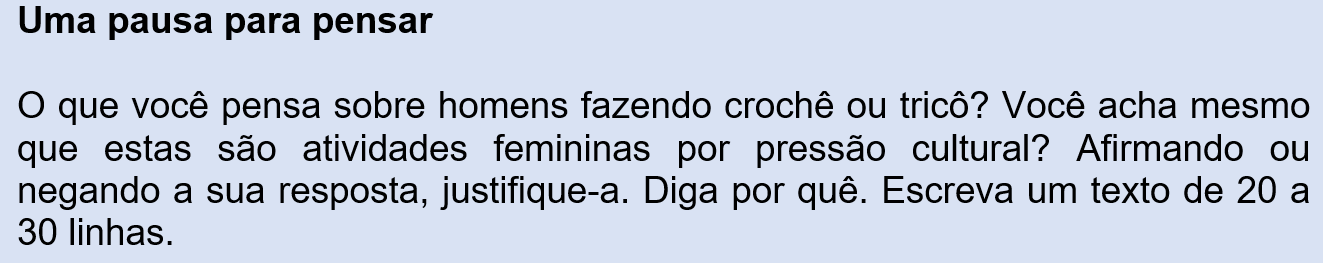 Uma pausa para pensar
O que você pensa sobre homens fazendo crochê ou tricô? Você acha mesmo
que estas são atividades femininas por pressão cultural? Afirmando ou
negando a sua resposta, justifique-a. Diga por quê. Escreva um texto de 20 a
30 linhas.